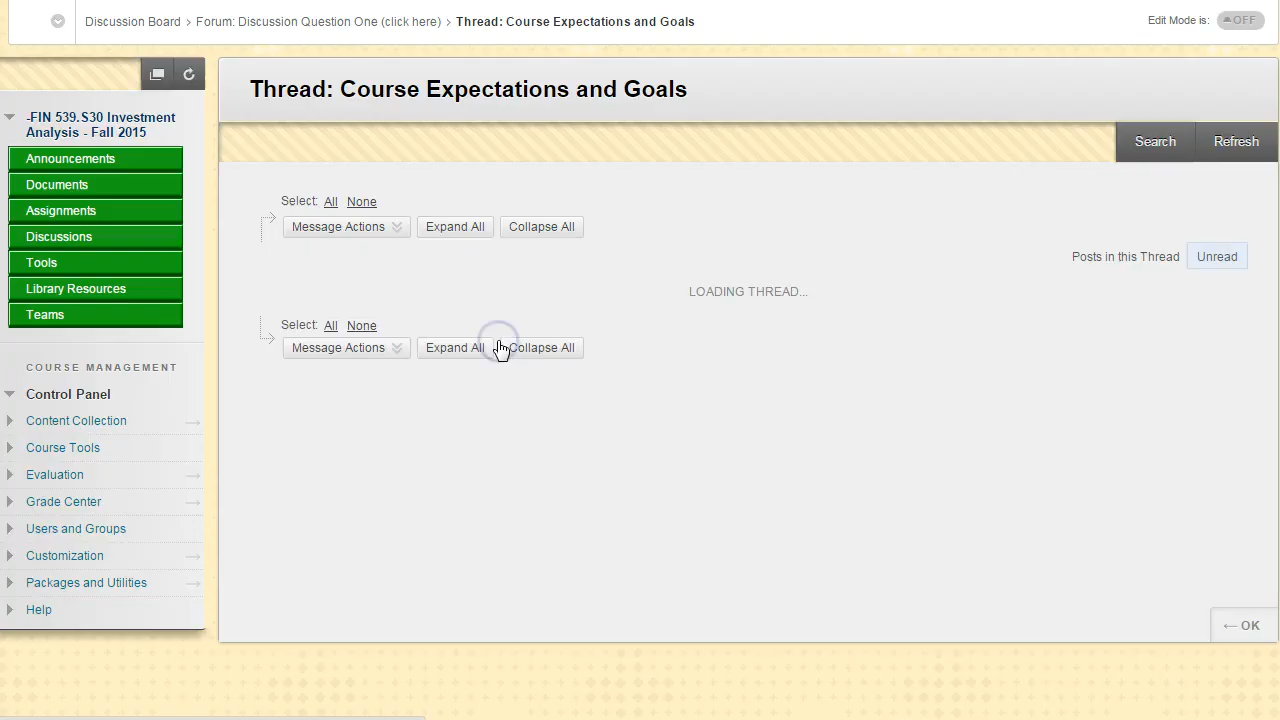 Discussion Board > Forum: Discussion Question One (click here) > Thread: Course Expectations and Goals
Edit Mode is: OFF
-FIN 539.S30 Investment
Analysis - Fall 2015
Announcements
Documents
Assignments
Discussions
Tools
Library Resources
Teams
COURSE MANAGEMENT
Control Panel
Content Collection
Course Tools
Evaluation
Grade Center
Users and Groups
Customization
Packages and Utilities
Help
Thread: Course Expectations and Goals
Search Refresh
Select: All None
Message Actions Expand All Collapse All
Posts in this Thread Unread
LOADING THREAD...
Select: All None
Message Actions Expand All Collapse All
← OK